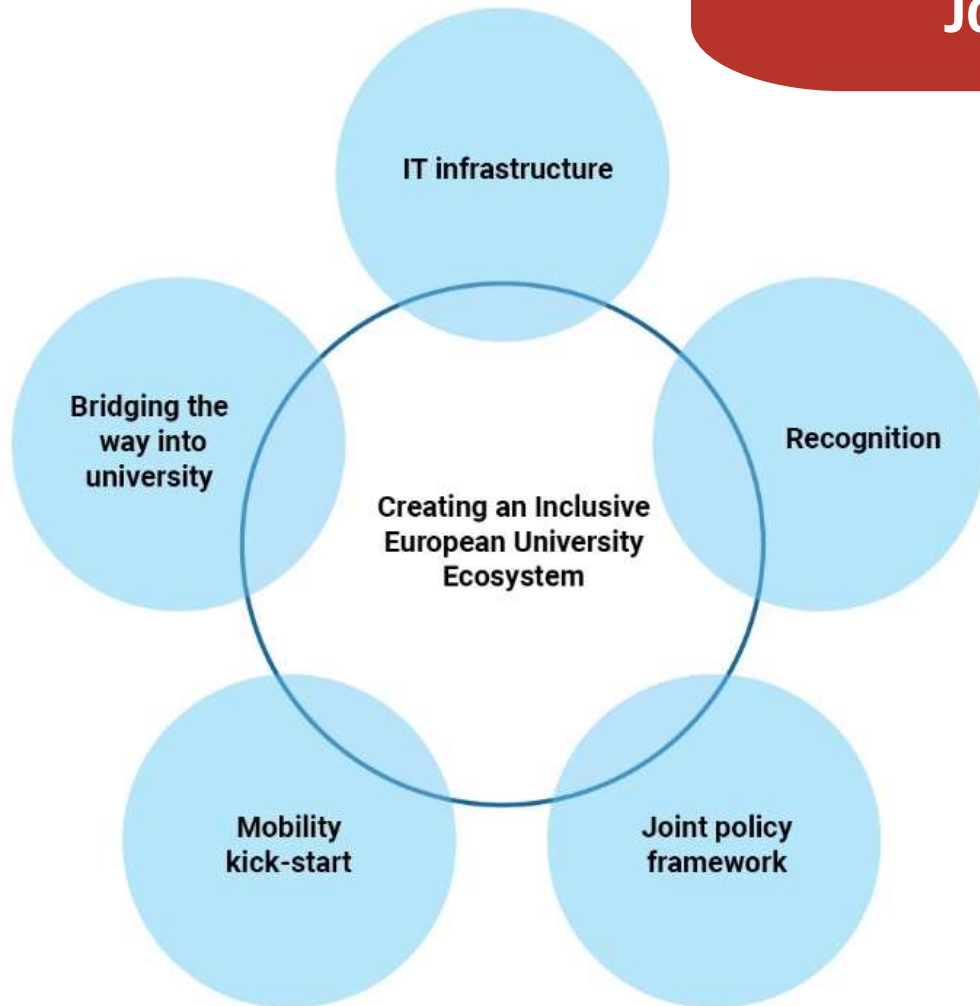 IT infrastructure
Bridging the
way into
university
Recognition
Creating an Inclusive
European University
Ecosystem
Mobility
kick-start
Joint policy
framework